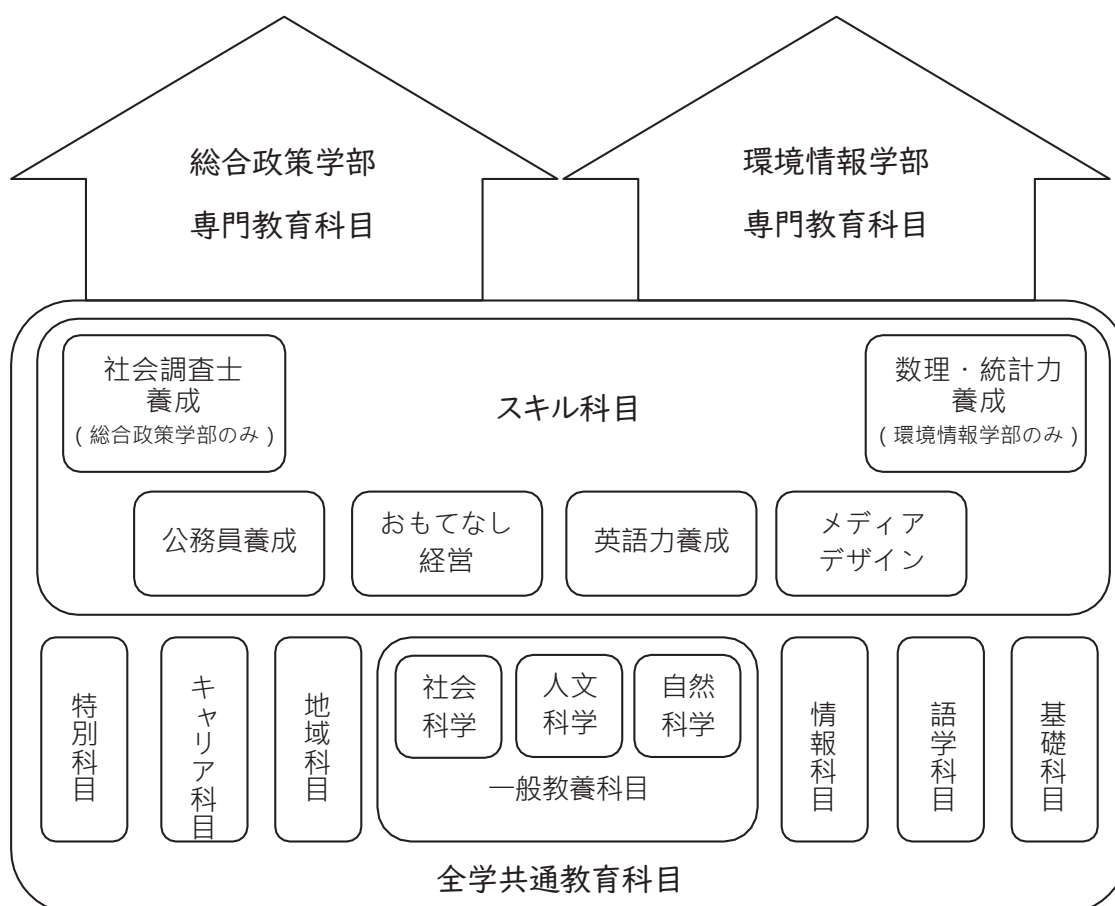 総合政策学部
専門教育科目
環境情報学部
専門教育科目
社会調査士
養成
(総合政策学部のみ)
スキル科目
数理・統計力
養成
(環境情報学部のみ)
公務員養成
おもてなし
経営
英語力養成
メディア
デザイン
特別科目
キャリア科目
地域科目
社会
科学
人文
科学
自然
科学
一般教養科目
情報科目
語学科目
基礎科目
全学共通教育科目